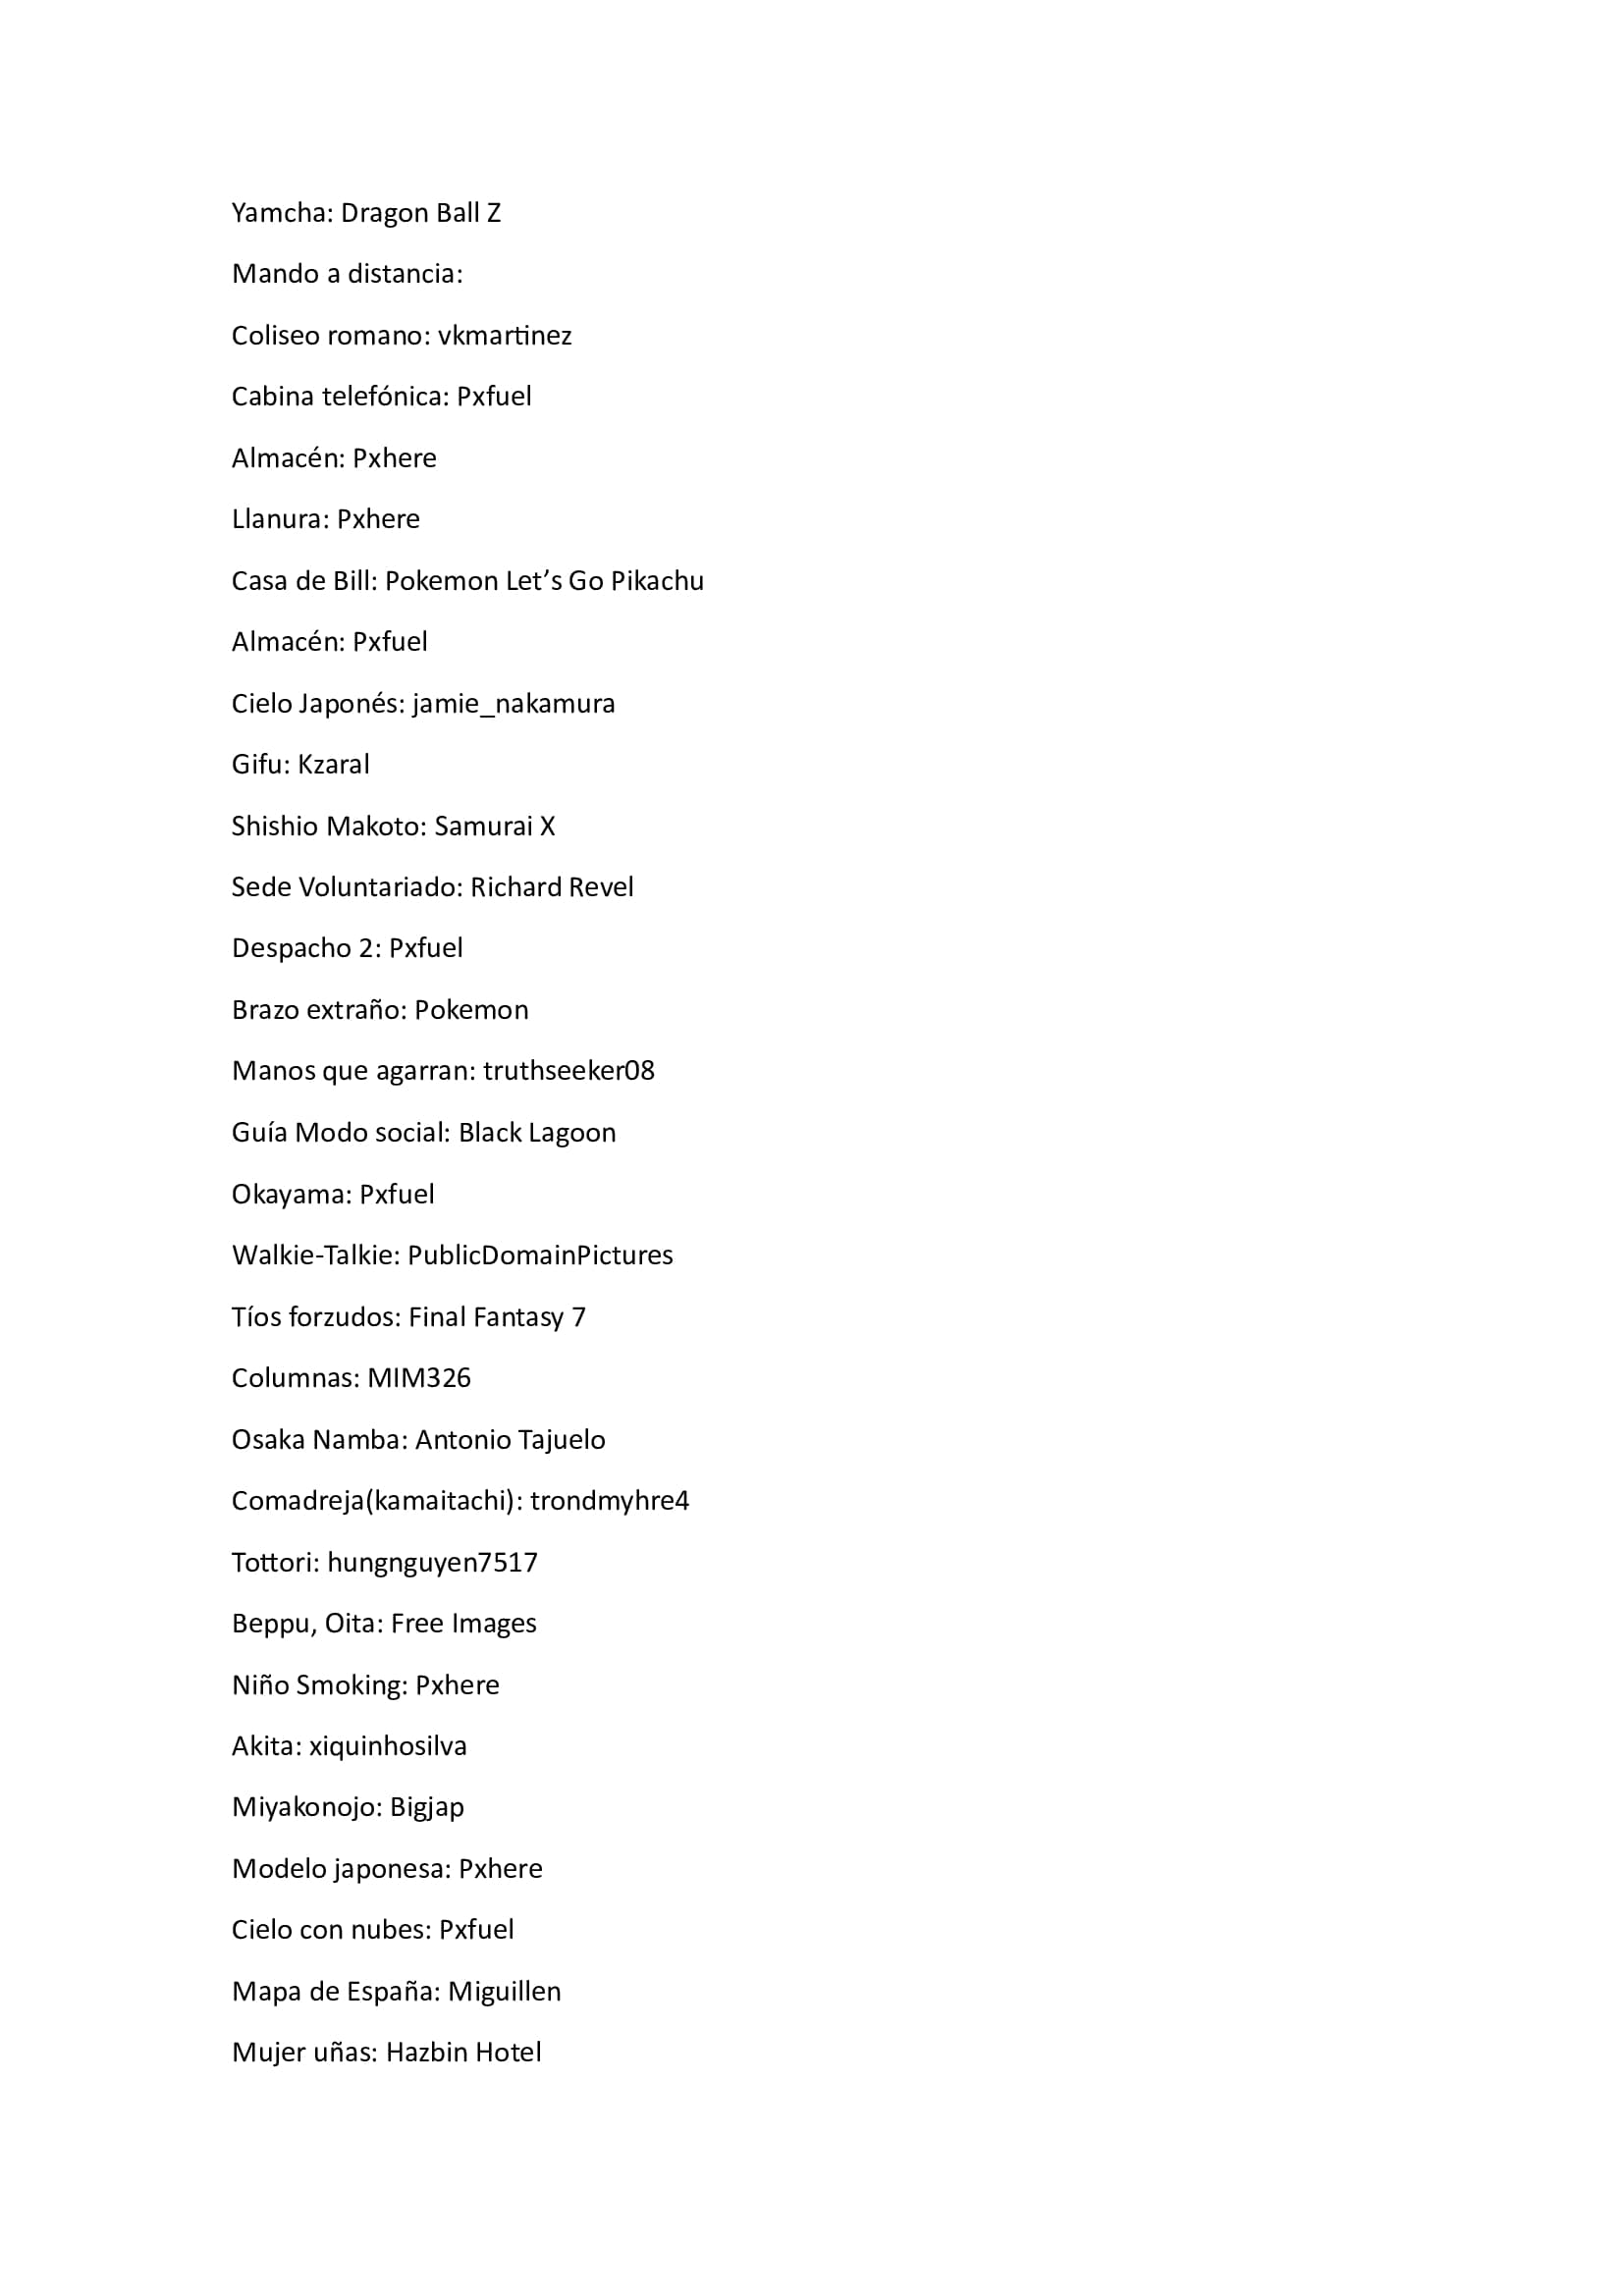 Yamcha: Dragon Ball Z
Mando a distancia:
Coliseo romano: vkmartinez
Cabina telefónica: Pxfuel
Almacén: Pxhere
Llanura: Pxhere
Casa de Bill: Pokemon Let’s Go Pikachu
Almacén: Pxfuel
Cielo Japonés: jamie_nakamura
Gifu: Kzaral
Shishio Makoto: Samurai X
Sede Voluntariado: Richard Revel
Despacho 2: Pxfuel
Brazo extraño: Pokemon
Manos que agarran: truthseeker08
Guía Modo social: Black Lagoon
Okayama: Pxfuel
Walkie-Talkie: PublicDomainPictures
Tíos forzudos: Final Fantasy 7
Columnas: MIM326
Osaka Namba: Antonio Tajuelo
Comadreja(kamaitachi): trondmyhre4
Tottori: hungnguyen7517
Beppu, Oita: Free Images
Niño Smoking: Pxhere
Akita: xiquinhosilva
Miyakonojo: Bigjap
Modelo japonesa: Pxhere
Cielo con nubes: Pxfuel
Mapa de España: Miguillen
Mujer uñas: Hazbin Hotel